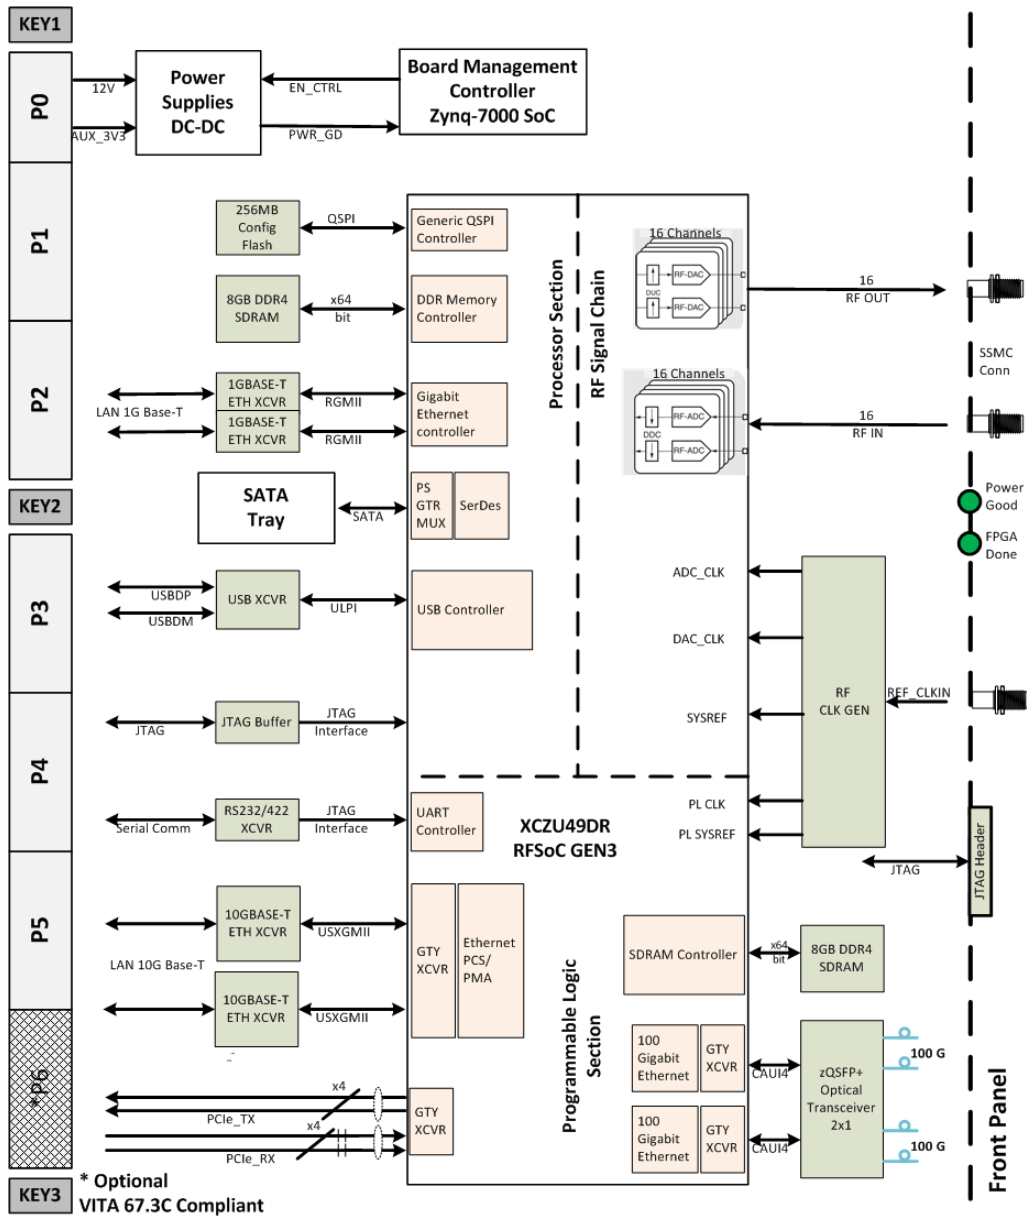 KEY1
P0
P1
P2
KEY2
P3
P4
P5
*P6
KEY3
* Optional
VITA 67.3C Compliant
12V
AUX_3V3
Power
Supplies
DC-DC
EN_CTRL
PWR_GD
Board Management
Controller
Zynq-7000 SoC
256MB
Config
Flash
QSPI
Generic QSPI
Controller
8GB DDR4
SDRAM
x64
bit
DDR Memory
Controller
LAN 1G Base-T
1GBASE-T
ETH XCVR
RGMII
1GBASE-T
ETH XCVR
RGMII
Gigabit
Ethernet
controller
SATA
Tray
SATA
PS
GTR
MUX
SerDes
USBDP
USBDM
USB XCVR
ULPI
USB Controller
JTAG
JTAG Buffer
JTAG
Interface
Serial Comm
RS232/422
XCVR
JTAG
Interface
UART
Controller
LAN 10G Base-T
10GBASE-T
ETH XCVR
USXGMII
10GBASE-T
ETH XCVR
USXGMII
GTY
XCVR
Ethernet
PCS/
PMA
x4
PCIe_TX
x4
PCIe_RX
GTY
XCVR
Processor Section
RF Signal Chain
XCZU49DR
RFSoC GEN3
Programmable Logic
Section
16 Channels
RF-DAC
DUC
RF-DAC
16
RF OUT
16 Channels
RF-ADC
DDC
RF-ADC
16
RF IN
SSMC
Conn
Power
Good
FPGA
Done
ADC_CLK
DAC_CLK
SYSREF
PL CLK
PL SYSREF
RF
CLK GEN
REF_CLKIN
JTAG
JTAG Header
SDRAM Controller
x64
bit
8GB DDR4
SDRAM
100
Gigabit
Ethernet
GTY
XCVR
CAUI4
100
Gigabit
Ethernet
GTY
XCVR
CAUI4
zQSFP+
Optical
Transceiver
2x1
100 G
100 G
Front Panel